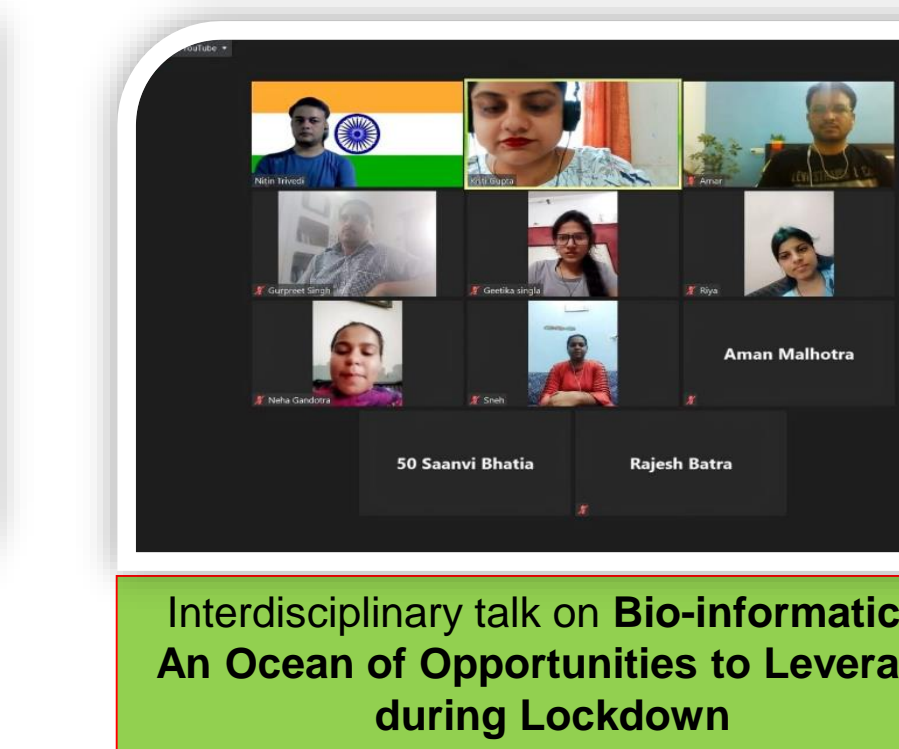 YouTube
Nitin Trivedi
Kristi Gupta
Amar
Gurpreet Singh
Geetika singla
Riya
Neha Gandotra
Sneh
Aman Malhotra
50 Saanvi Bhatia
Rajesh Batra
Interdisciplinary talk on Bio-informatic
An Ocean of Opportunities to Levera
during Lockdown